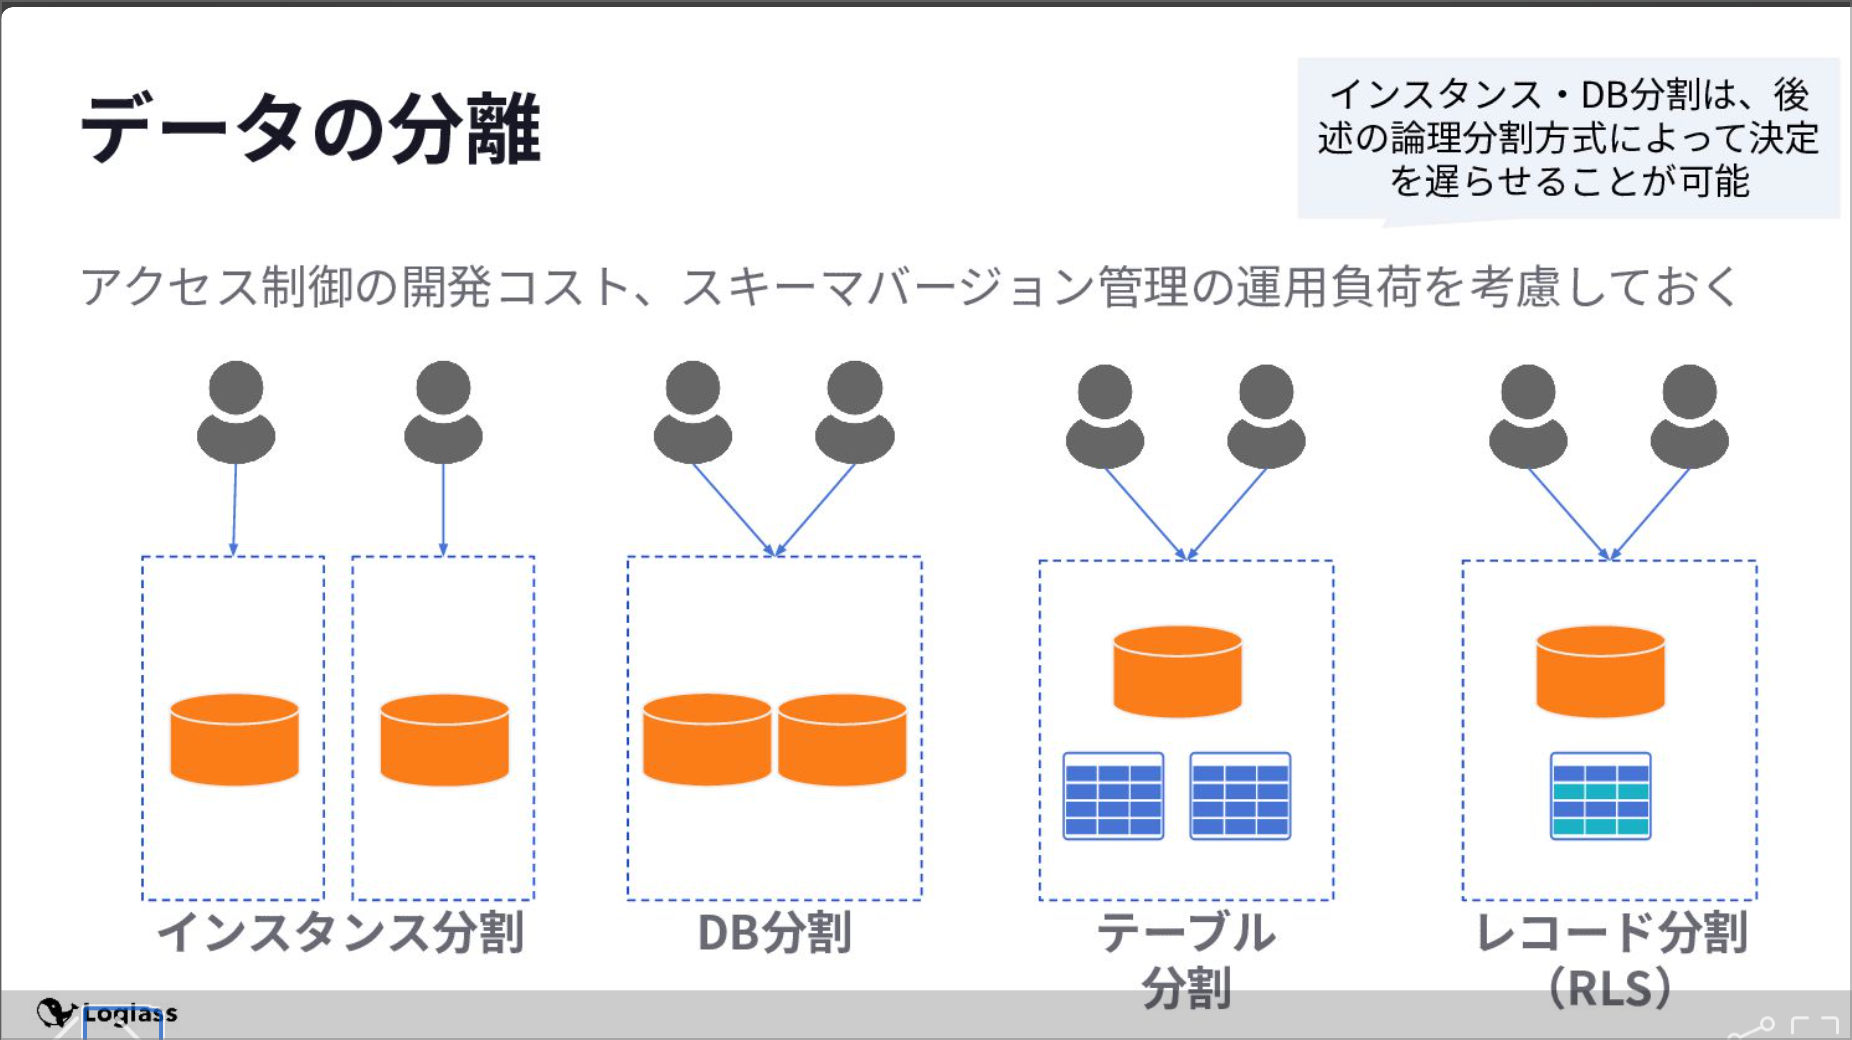 データの分離
インスタンス・DB分割は、後
述の論理分割方式によって決定
を遅らせることが可能
アクセス制御の開発コスト、スキーマバージョン管理の運用負荷を考慮しておく
インスタンス分割
DB分割
テーブル
分割
レコード分割
（RLS）
Loglass